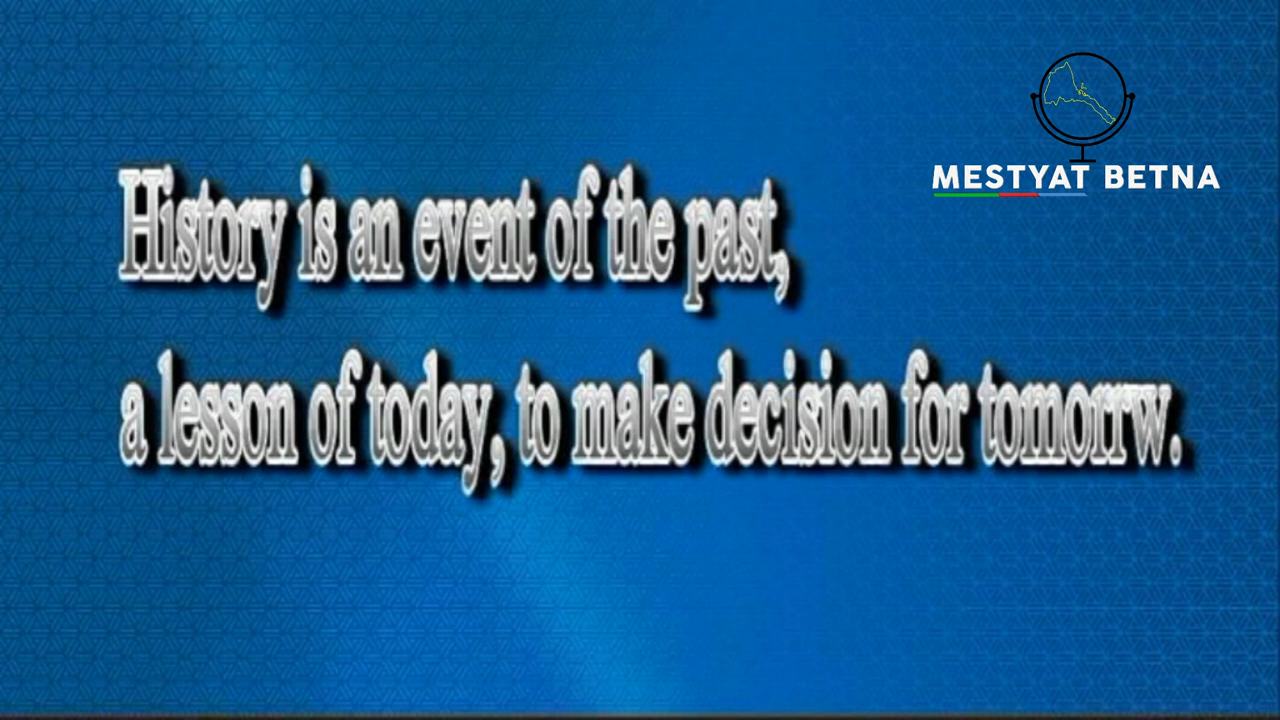 MESTYAT BETNA
History is an event of the past,
a lesson of today, to make decision for tomorrw.